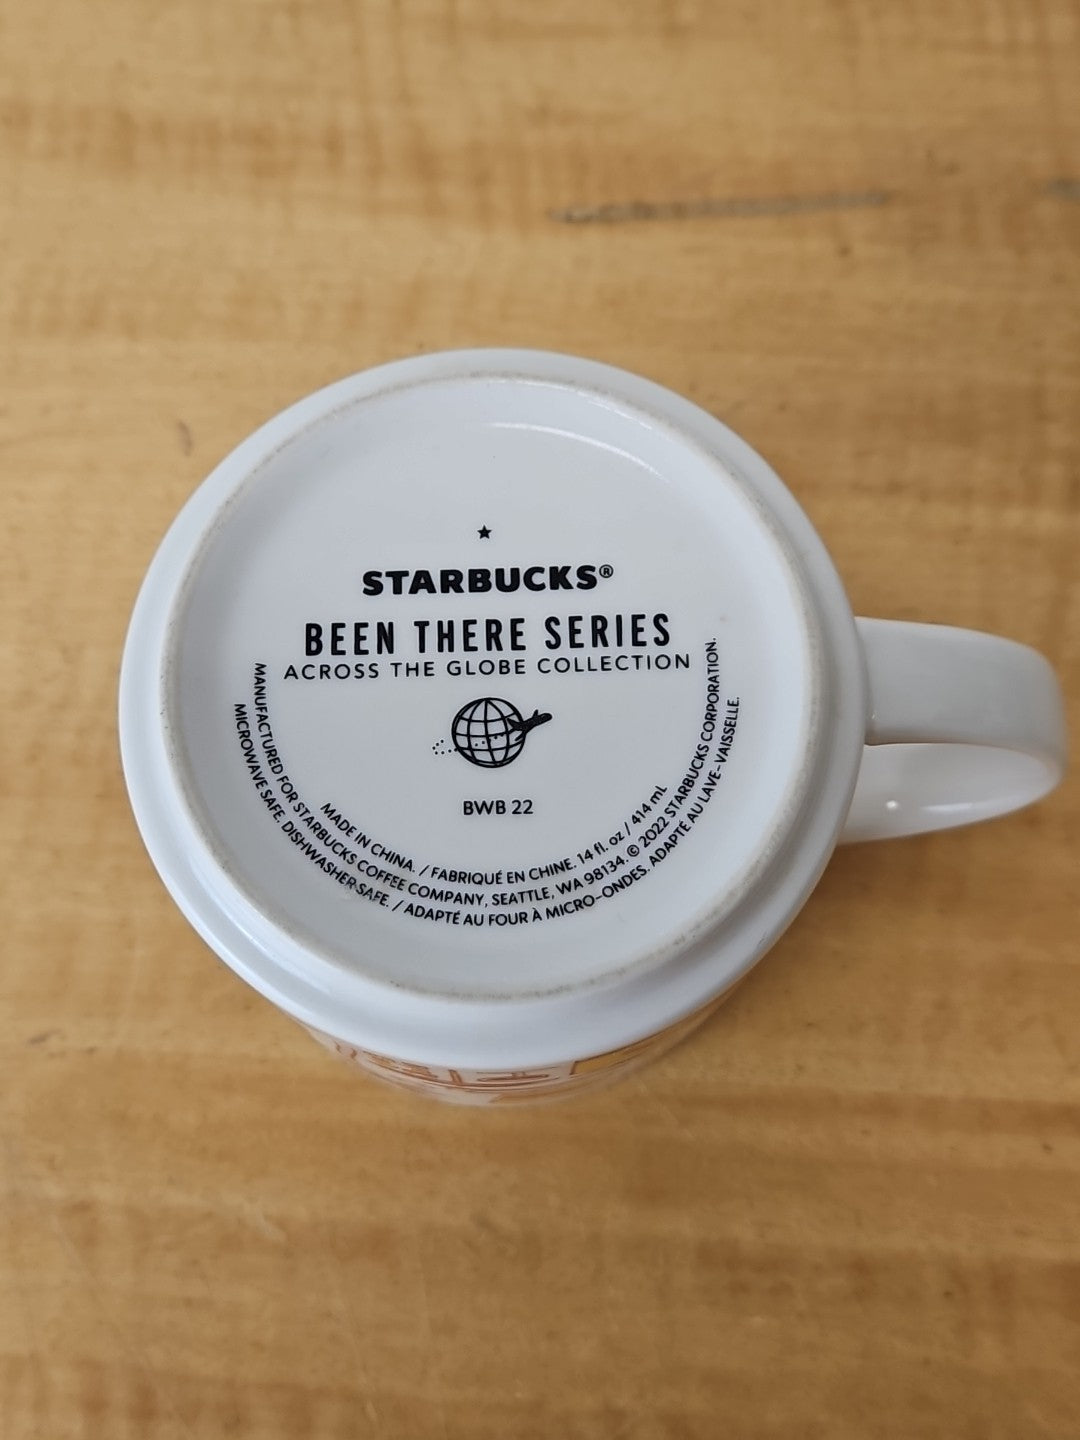 STARBUCKS®
BEEN THERE SERIES
ACROSS THE GLOBE COLLECTION
BWB 22
MADE IN CHINA. / FABRIQUÉ EN CHINE. 14 fl. oz / 414 mL
MANUFACTURED FOR STARBUCKS COFFEE COMPANY, SEATTLE, WA 98134. © 2022 STARBUCKS CORPORATION.
MICROWAVE SAFE. DISHWASHER SAFE. / ADAPTÉ AU FOUR À MICRO-ONDES. ADAPTÉ AU LAVE-VAISSELLE.